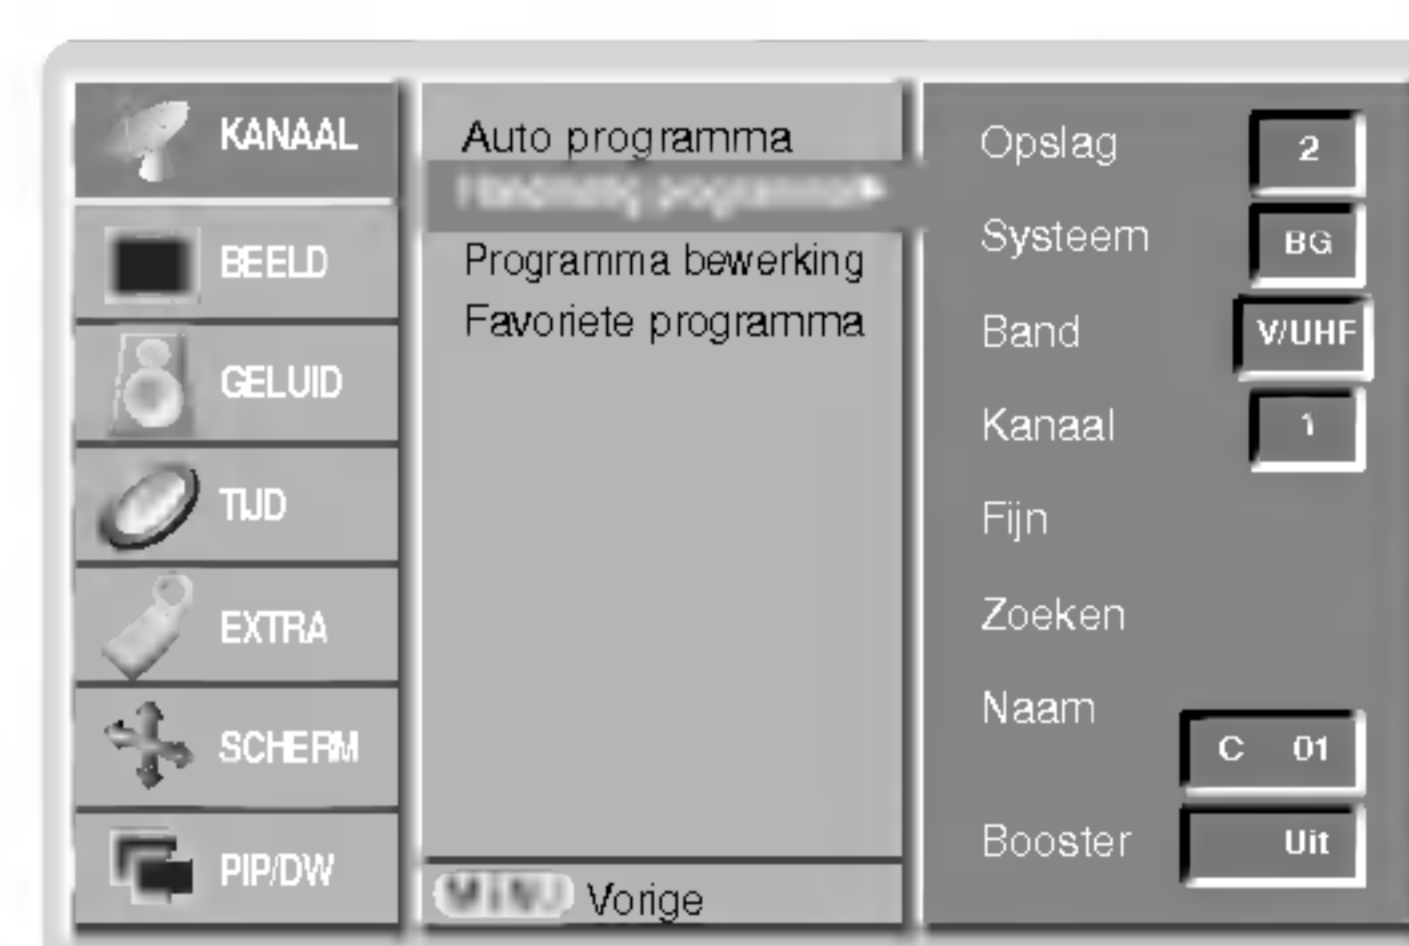 KANAAL
BEELD
GELUID
TIJD
EXTRA
SCHERM
PIP/DW
Auto programma
Programma bewerking
Favoriete programma
Vorige
Opslag 2
Systeem BG
Band V/UHF
Kanaal 1
Fijn
Zoeken
Naam
C 01
Booster Uit